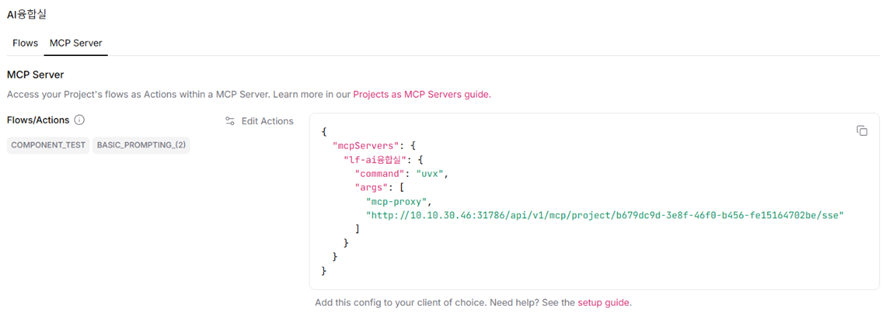 AI융합실
Flows
MCP Server
MCP Server
Access your Project's flows as Actions within a MCP Server. Learn more in our Projects as MCP Servers guide.
Flows/Actions
Edit Actions
COMPONENT_TEST
BASIC_PROMPTING_(2)
{
  "mcpServers": {
    "lf-ai융합실": {
      "command": "uvx",
      "args": [
        "mcp-proxy",
        "http://10.10.30.46:31786/api/v1/mcp/project/b679dc9d-3e8f-46f0-b456-fe15164702be/sse"
      ]
    }
  }
}
Add this config to your client of choice. Need help? See the setup guide.